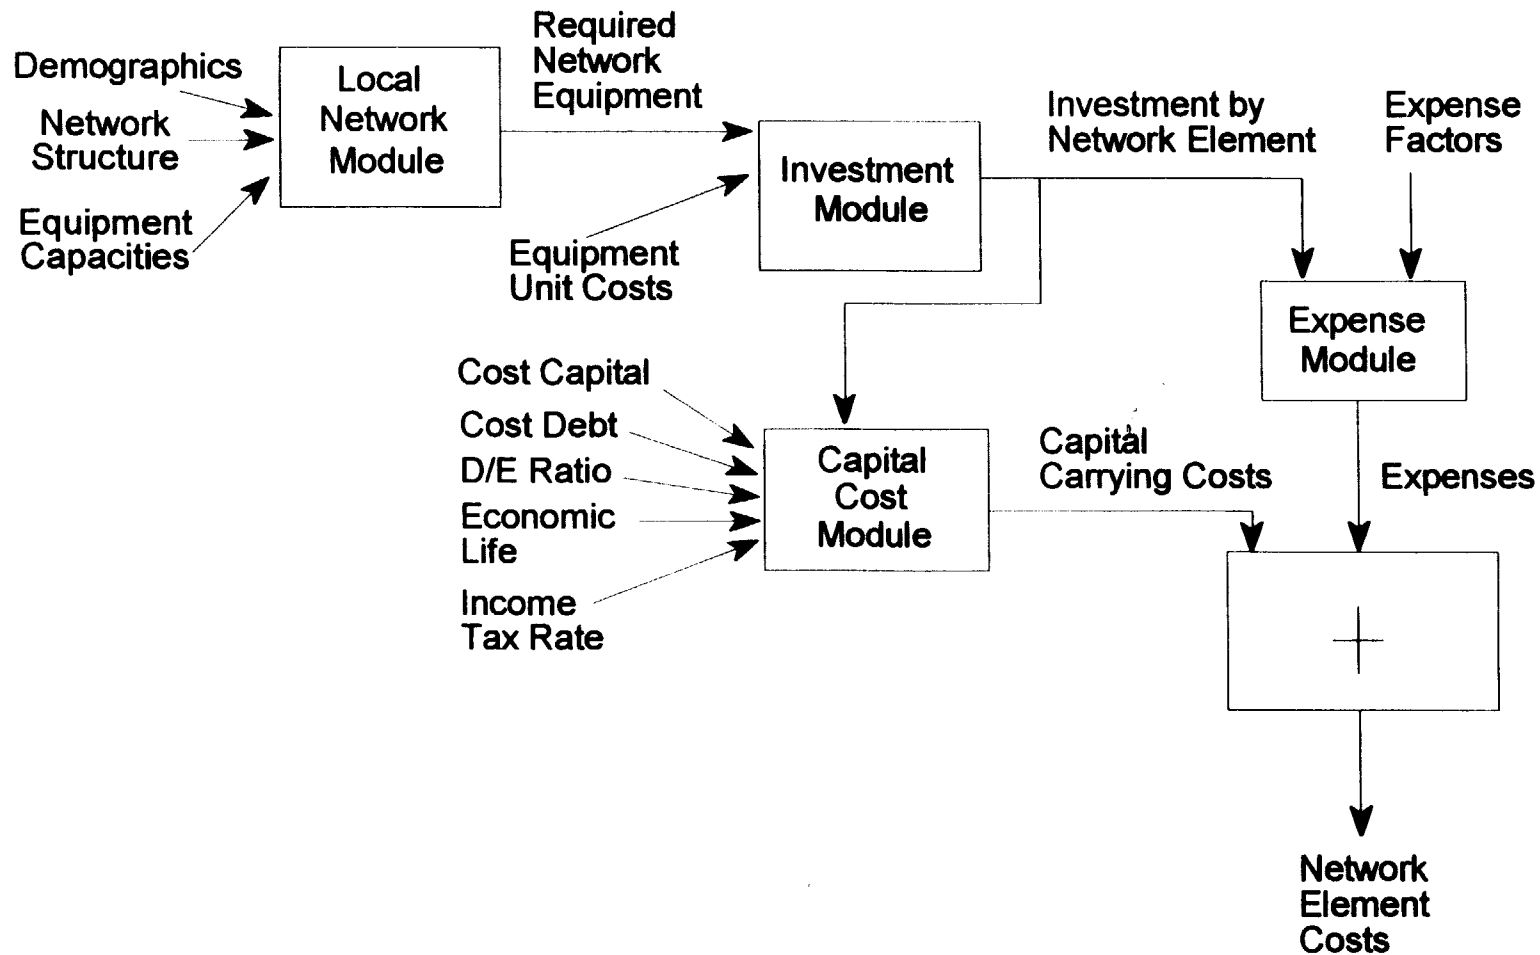 Demographics
Network
Structure
Equipment
Capacities
Local
Network
Module
Required
Network
Equipment
Equipment
Unit Costs
Investment
Module
Investment by
Network Element
Expense
Factors
Expense
Module
Cost Capital
Cost Debt
D/E Ratio
Economic
Life
Income
Tax Rate
Capital
Cost
Module
Capital
Carrying Costs
Expenses
+
Network
Element
Costs